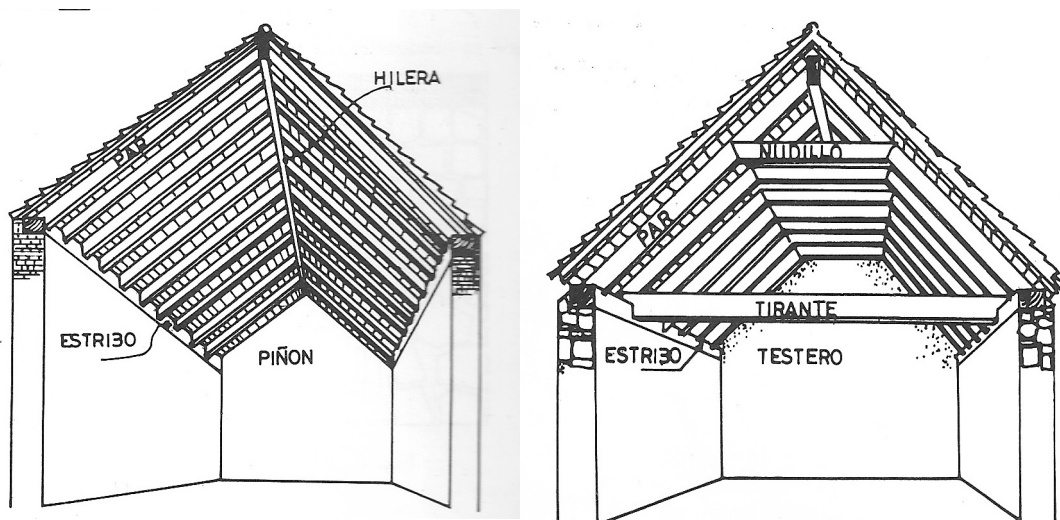 HILERA
PAR
ESTRIBO
PIÑON
NUDILLO
PAR
TIRANTE
ESTRIBO
TESTERO